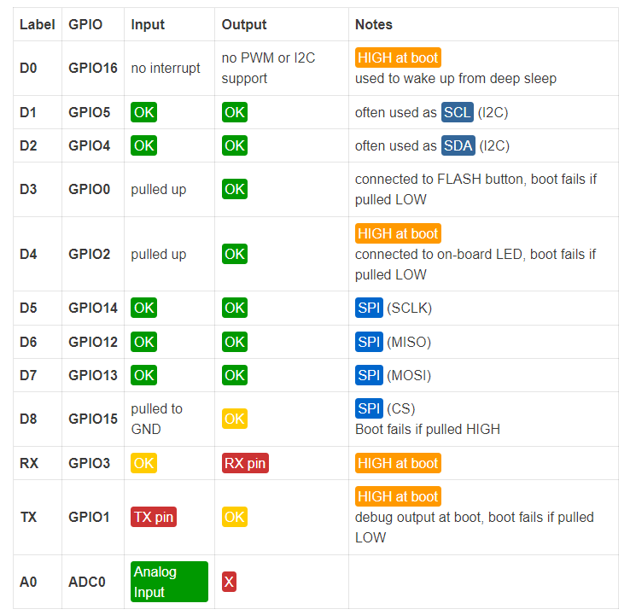 Label GPIO Input Output Notes
D0 GPIO16 no interrupt no PWM or I2C support HIGH at boot
used to wake up from deep sleep
D1 GPIO5 OK OK often used as SCL (I2C)
D2 GPIO4 OK OK often used as SDA (I2C)
D3 GPIO0 pulled up OK connected to FLASH button, boot fails if
pulled LOW
D4 GPIO2 pulled up OK HIGH at boot
connected to on-board LED, boot fails if
pulled LOW
D5 GPIO14 OK OK SPI (SCLK)
D6 GPIO12 OK OK SPI (MISO)
D7 GPIO13 OK OK SPI (MOSI)
D8 GPIO15 pulled to GND OK SPI (CS)
Boot fails if pulled HIGH
RX GPIO3 OK RX pin HIGH at boot
TX GPIO1 TX pin OK HIGH at boot
debug output at boot, boot fails if pulled
LOW
A0 ADC0 Analog Input X